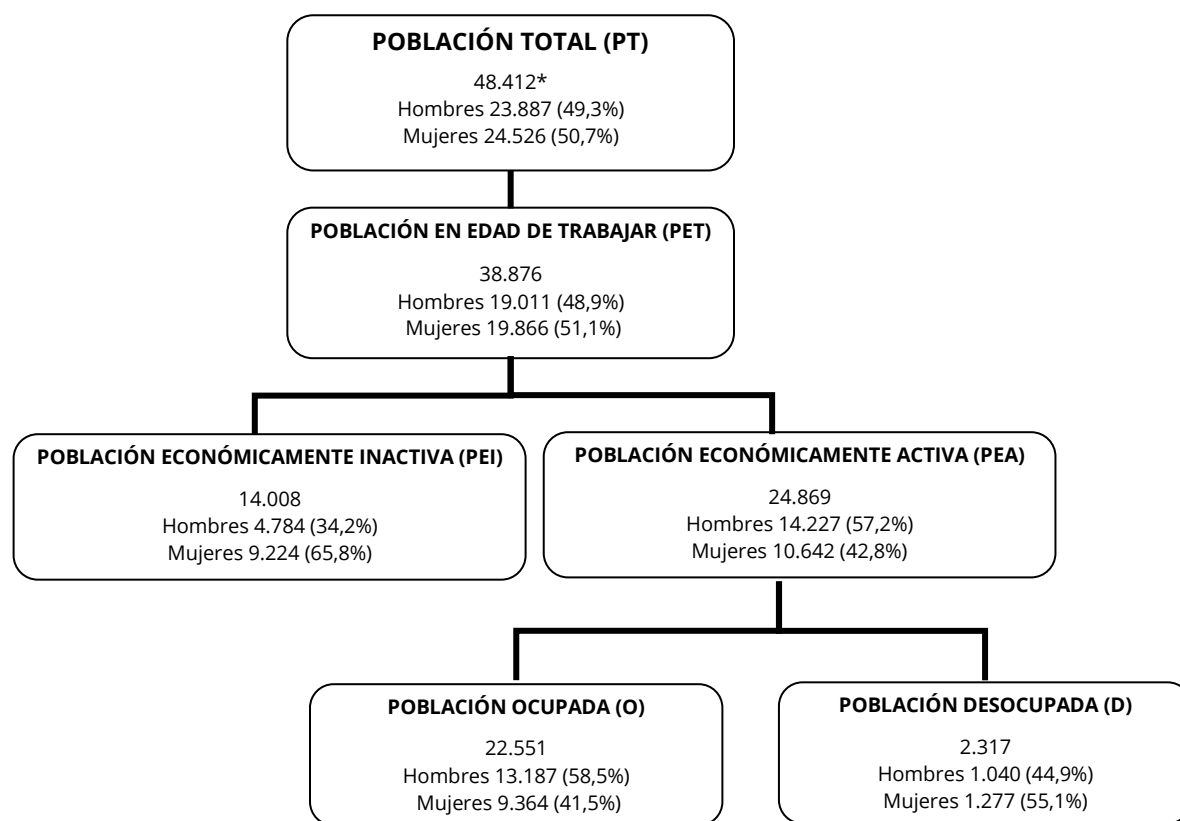 POBLACIÓN TOTAL (PT)
48.412*
Hombres 23.887 (49,3%)
Mujeres 24.526 (50,7%)
POBLACIÓN EN EDAD DE TRABAJAR (PET)
38.876
Hombres 19.011 (48,9%)
Mujeres 19.866 (51,1%)
POBLACIÓN ECONÓMICAMENTE INACTIVA (PEI)
14.008
Hombres 4.784 (34,2%)
Mujeres 9.224 (65,8%)
POBLACIÓN ECONÓMICAMENTE ACTIVA (PEA)
24.869
Hombres 14.227 (57,2%)
Mujeres 10.642 (42,8%)
POBLACIÓN OCUPADA (O)
22.551
Hombres 13.187 (58,5%)
Mujeres 9.364 (41,5%)
POBLACIÓN DESOCUPADA (D)
2.317
Hombres 1.040 (44,9%)
Mujeres 1.277 (55,1%)